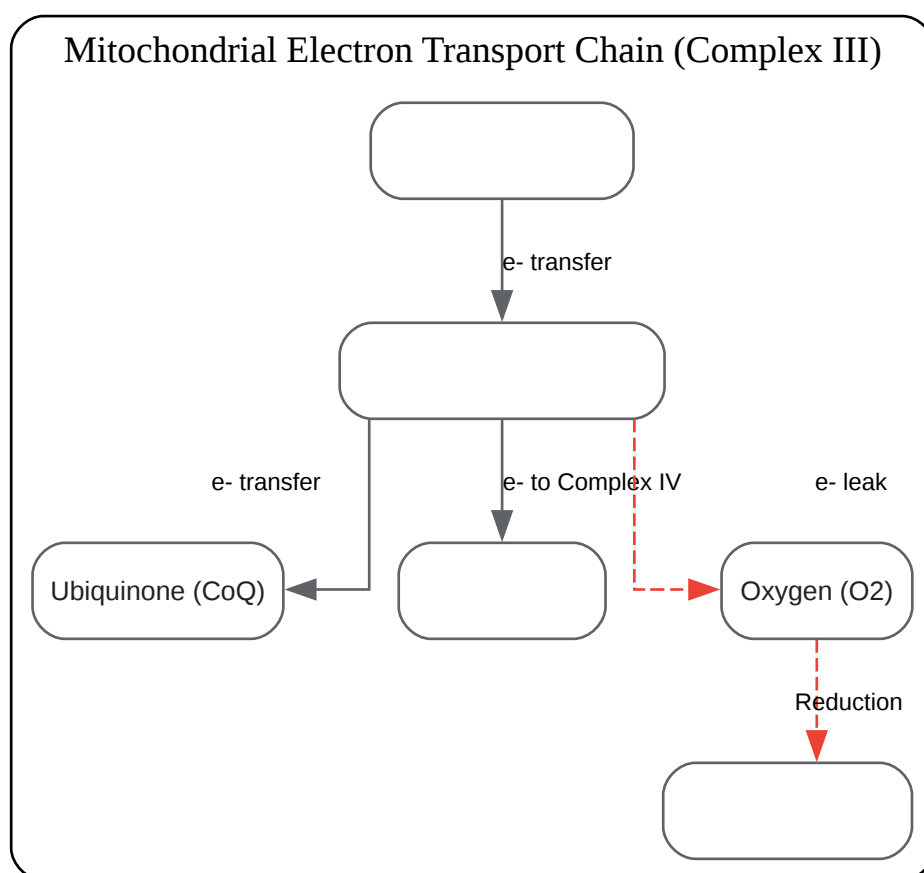 Mitochondrial Electron Transport Chain (Complex III)
e- transfer
e- transfer
e- to Complex IV
e- leak
Ubiquinone (CoQ)
Oxygen (O2)
Reduction